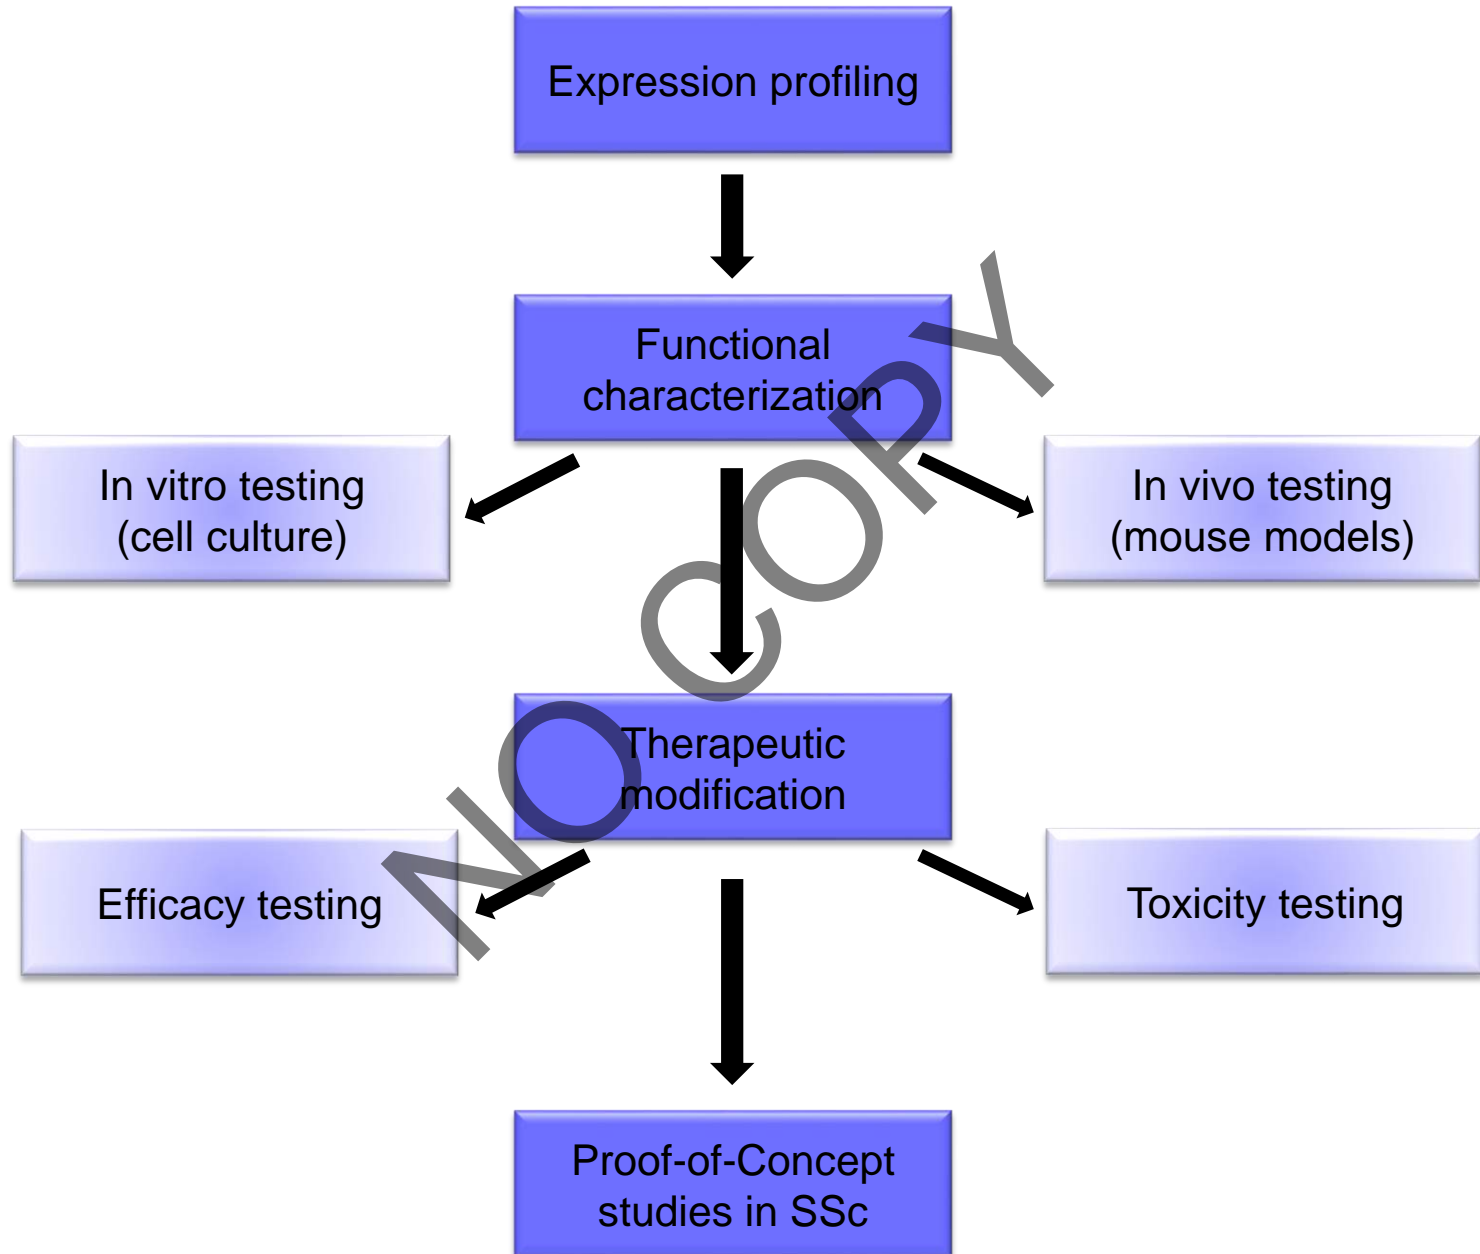 Expression profiling
Functional
characterization
In vitro testing
(cell culture)
In vivo testing
(mouse models)
Therapeutic
modification
Efficacy testing
Toxicity testing
Proof-of-Concept
studies in SSc
NO COPY